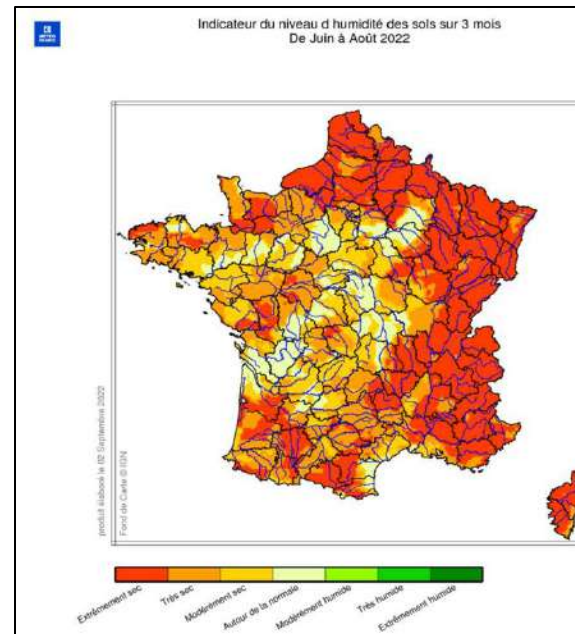 METEO
FRANCE
Indicateur du niveau d humidité des sols sur 3 mois
De Juin à Août 2022
produit élaboré le 02 Septembre 2022
Fond de Carte © IGN
Extrêmement sec
Très sec
Modérément sec
Autour de la normale
Modérément humide
Très humide
Extrêmement humide